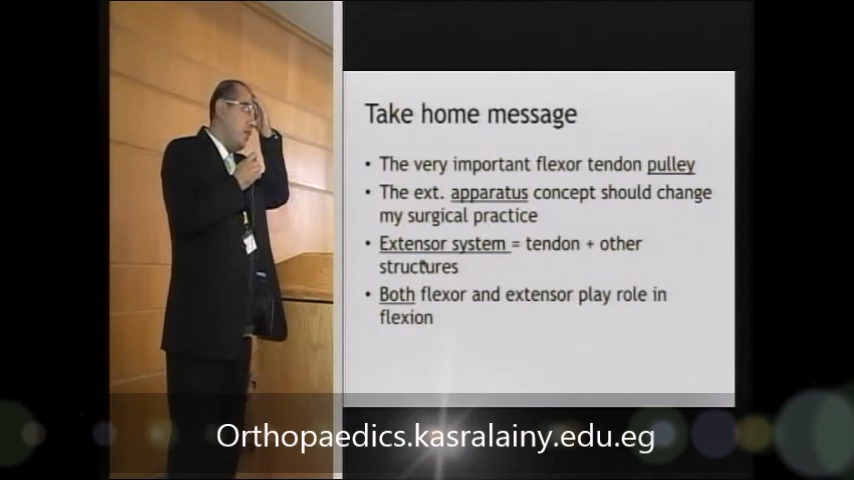 Take home message
• The very important flexor tendon pulley
• The ext. apparatus concept should change
my surgical practice
• Extensor system = tendon + other
structures
• Both flexor and extensor play role in
flexion
Orthopaedics.kasralainy.edu.eg